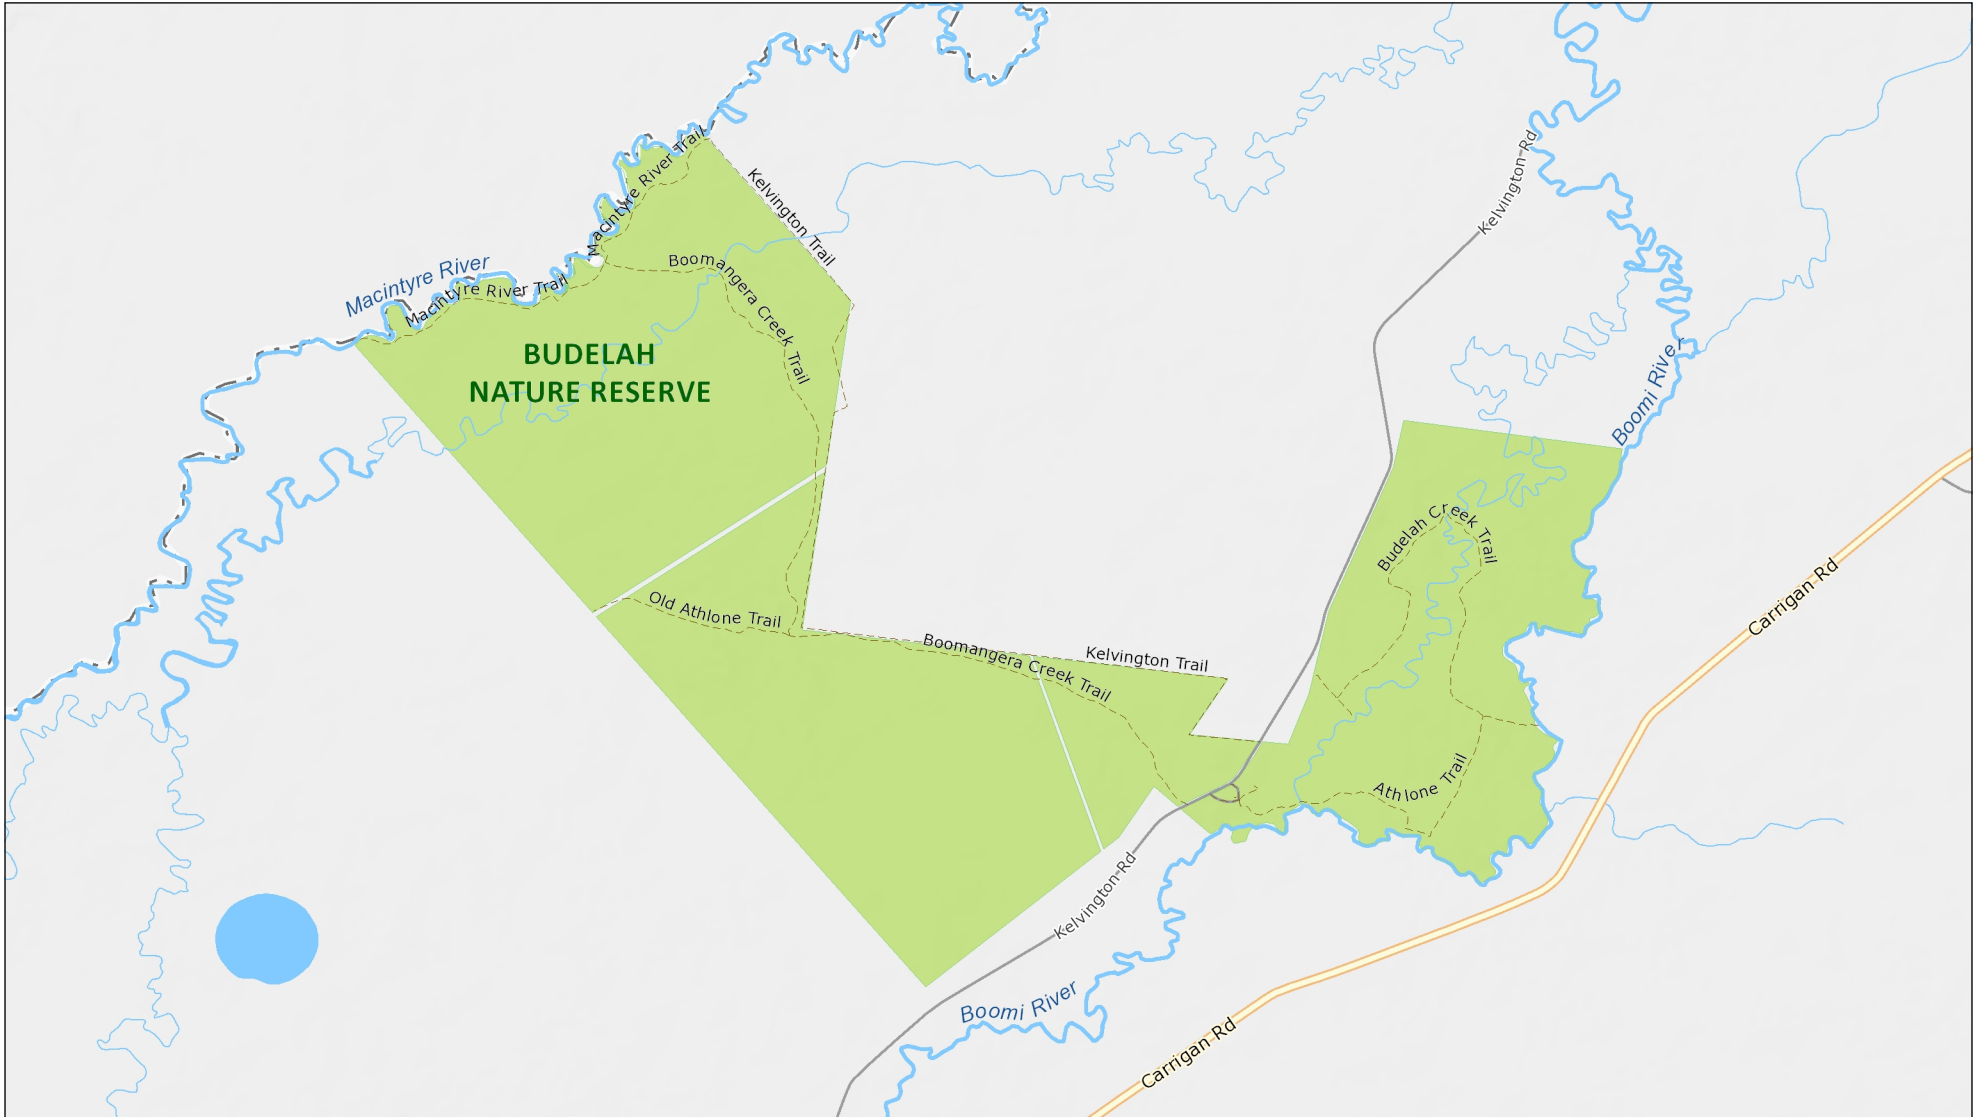 Macintyre River Trail
Kelvington Rd
Kelvington Trail
Macintyre River
Macintyre River Trail
Boomangera Creek Trail
BUDELAH
NATURE RESERVE
Boomi River
Budelah Creek Trail
Carrigan Rd
Old Athlone Trail
Boomangera Creek Trail
Kelvington Trail
Athlone Trail
Kelvington Rd
Boomi River
Carrigan Rd